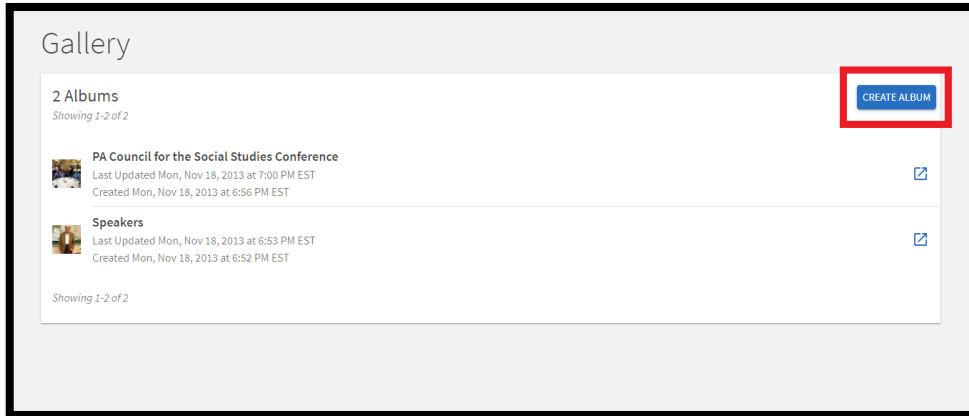 Gallery
2 Albums
CREATE ALBUM
Showing 1-2 of 2
PA Council for the Social Studies Conference
Last Updated Mon, Nov 18, 2013 at 7:00 PM EST
Created Mon, Nov 18, 2013 at 6:56 PM EST
Speakers
Last Updated Mon, Nov 18, 2013 at 6:53 PM EST
Created Mon, Nov 18, 2013 at 6:52 PM EST
Showing 1-2 of 2